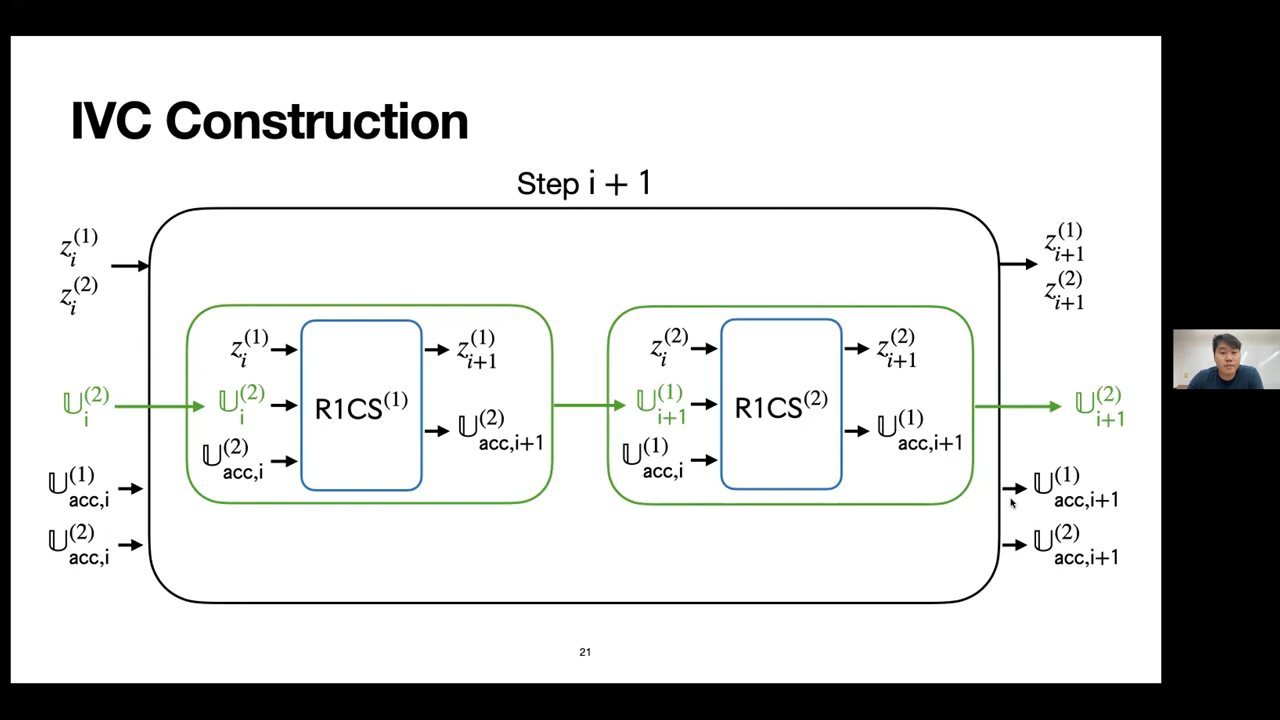 IVC Construction
Step i + 1
z_i^{(1)}
z_i^{(2)}
𝕌_i^{(2)}
𝕌_{acc,i}^{(1)}
𝕌_{acc,i}^{(2)}
z_i^{(1)}
𝕌_i^{(2)}
𝕌_{acc,i}^{(2)}
R1CS^{(1)}
z_{i+1}^{(1)}
𝕌_{acc,i+1}^{(2)}
z_i^{(2)}
𝕌_{i+1}^{(1)}
𝕌_{acc,i}^{(1)}
R1CS^{(2)}
z_{i+1}^{(2)}
𝕌_{acc,i+1}^{(1)}
z_{i+1}^{(1)}
z_{i+1}^{(2)}
𝕌_{i+1}^{(2)}
𝕌_{acc,i+1}^{(1)}
𝕌_{acc,i+1}^{(2)}
21